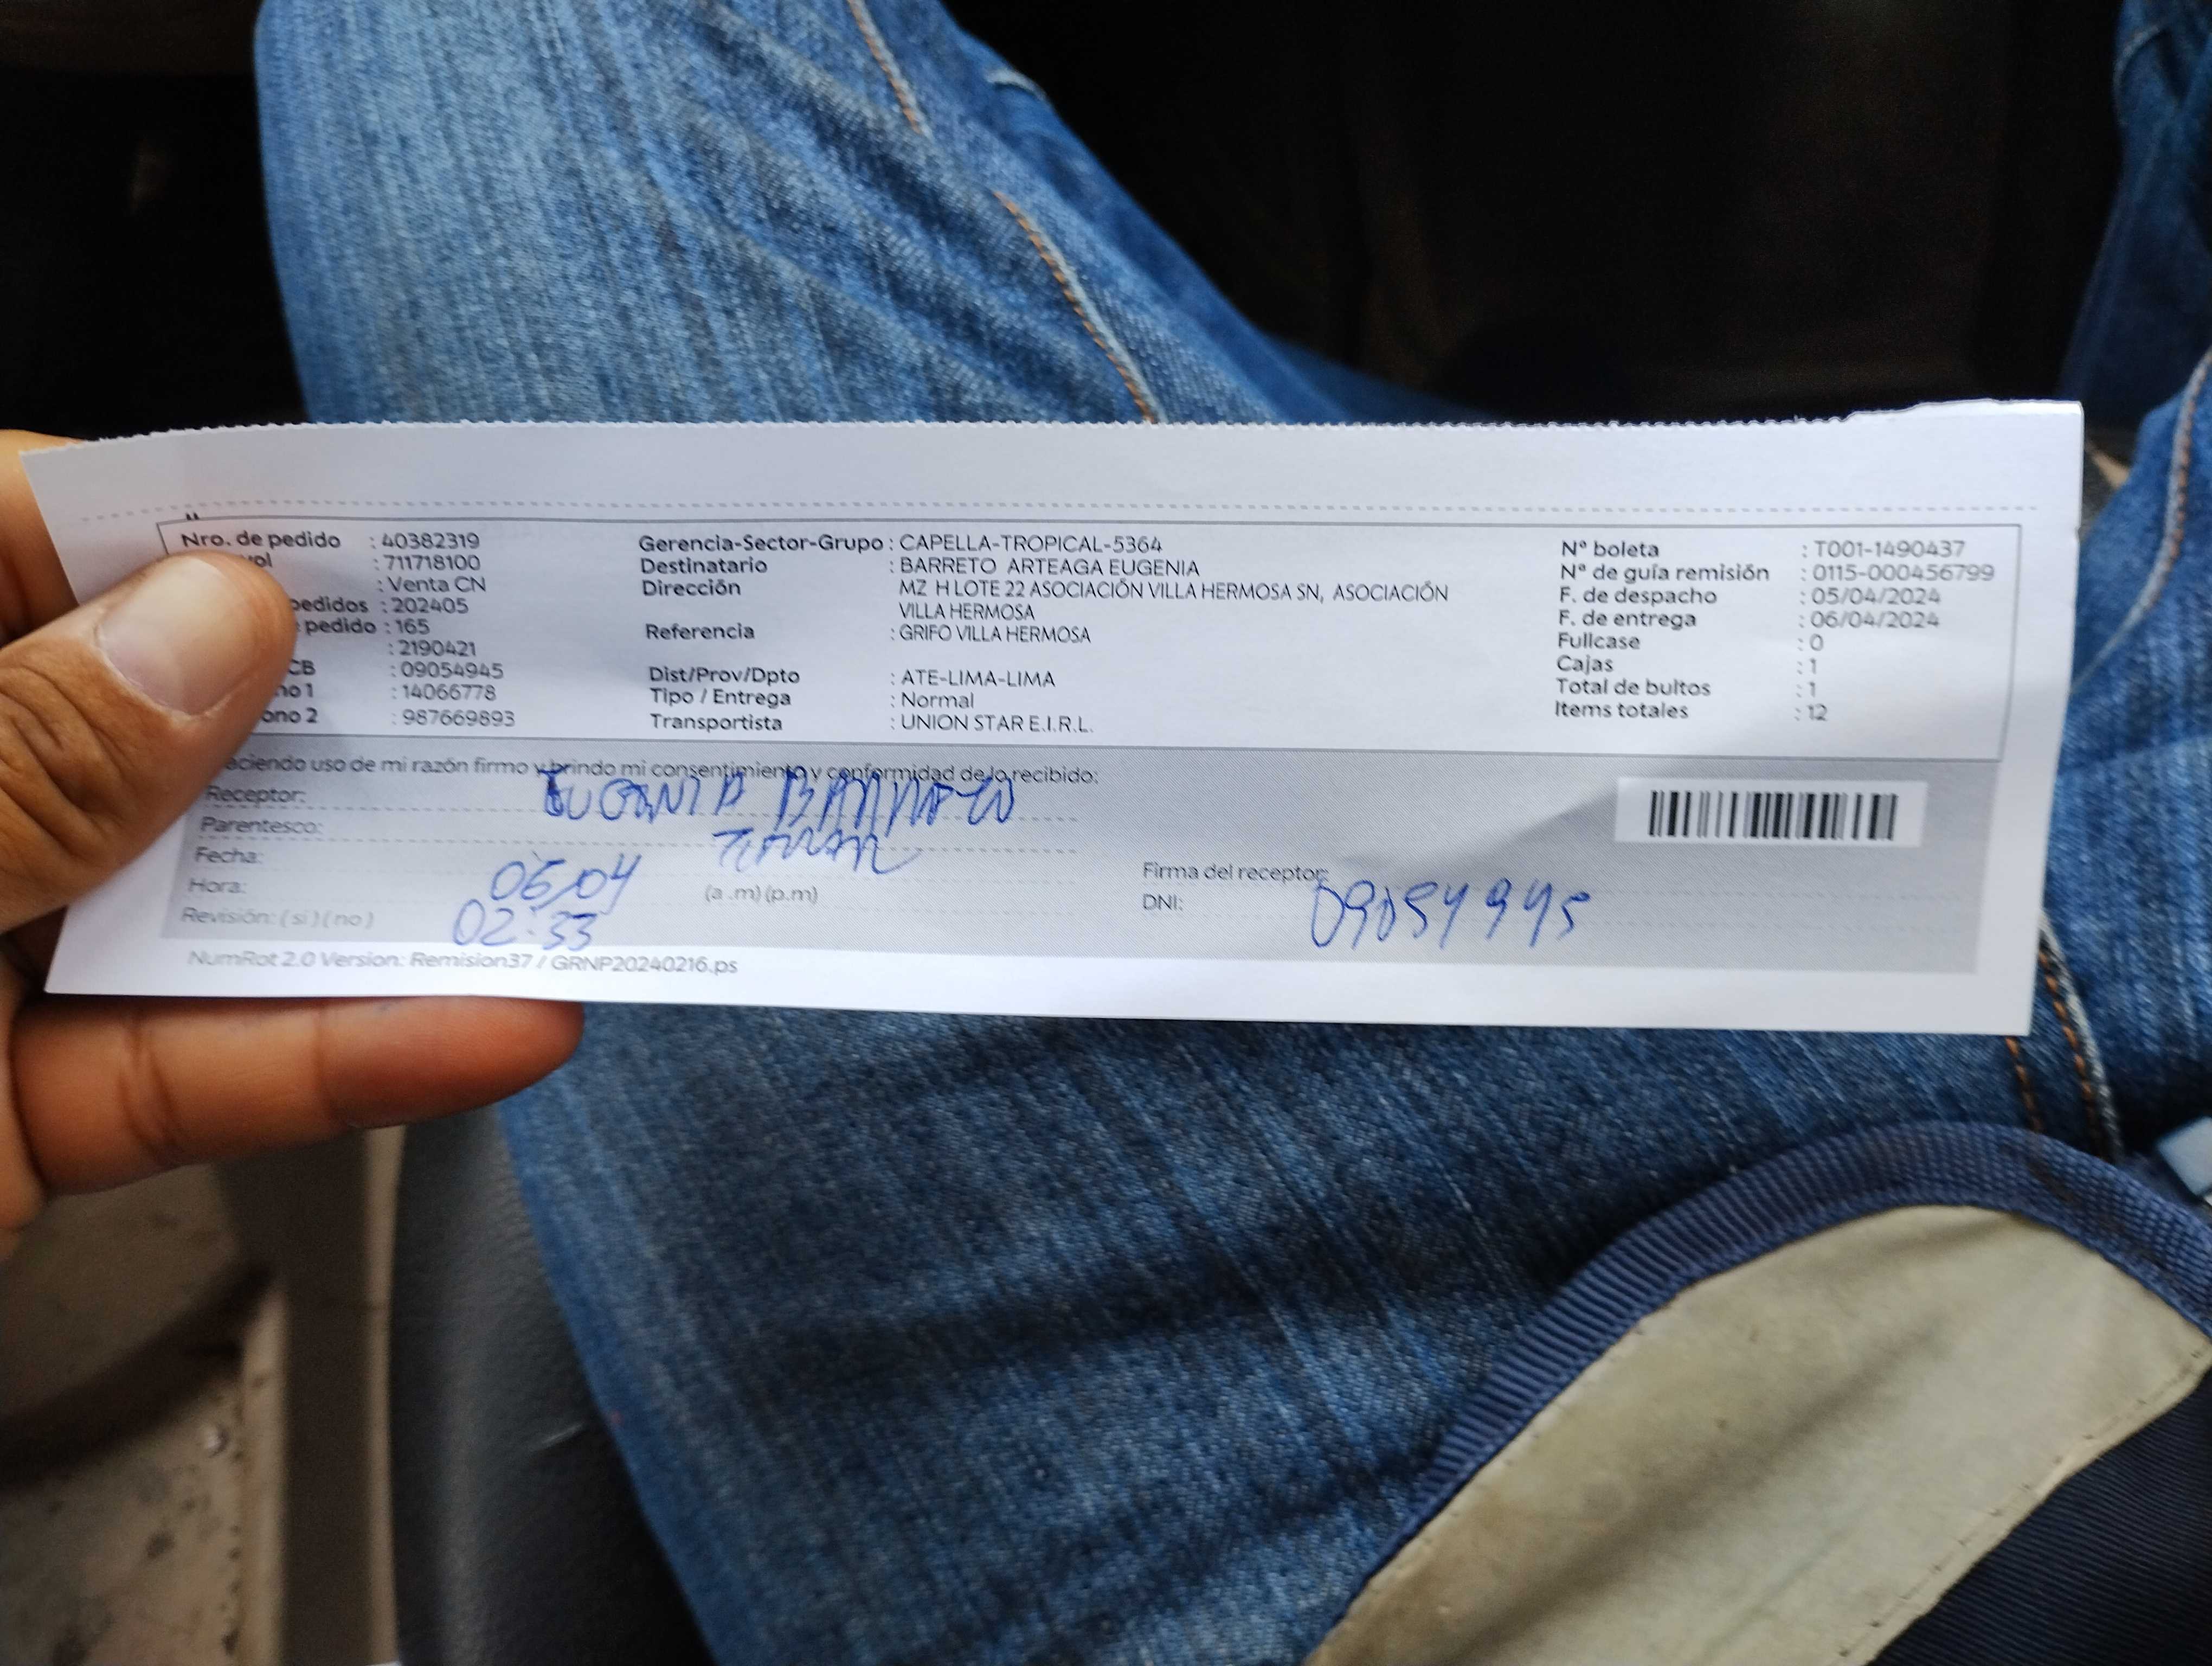 Nro. de pedido : 40382319 Gerencia-Sector-Grupo : CAPELLA-TROPICAL-5364 Nº boleta : T001-1490437
ol : 711718100 Destinatario : BARRETO ARTEAGA EUGENIA Nº de guía remisión : 0115-000456799
: Venta CN Dirección MZ H LOTE 22 ASOCIACIÓN VILLA HERMOSA SN, ASOCIACIÓN F. de despacho : 05/04/2024
pedidos : 202405 VILLA HERMOSA F. de entrega : 06/04/2024
pedido : 165 Referencia : GRIFO VILLA HERMOSA Fullcase : 0
: 2190421 Cajas : 1
CB : 09054945 Dist/Prov/Dpto : ATE-LIMA-LIMA Total de bultos : 1
no 1 : 14066778 Tipo / Entrega : Normal Items totales : 12
ono 2 : 987669893 Transportista : UNION STAR E.I.R.L.
ciendo uso de mi razón firmo y brindo mi consentimiento y conformidad de lo recibido:
Receptor: EUGENIA BARRETO
Parentesco:
Fecha: 06/04 Firma del receptor:
Hora: 02:33 (a .m) (p.m) DNI: 09054945
Revisión: ( si ) ( no )
NumRot 2.0 Version: Remision37 / GRNP20240216.ps